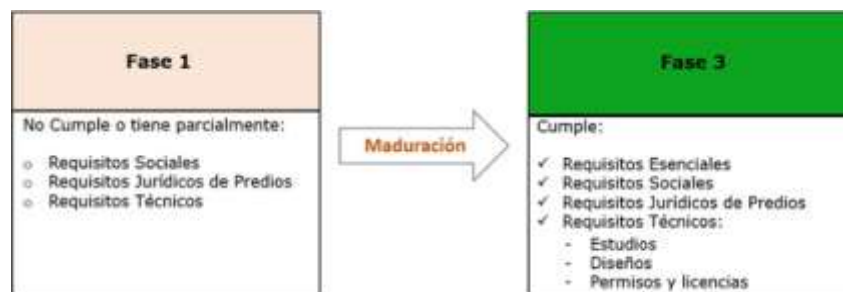 Fase 1
No Cumple o tiene parcialmente:
o Requisitos Sociales
o Requisitos Jurídicos de Predios
o Requisitos Técnicos
Maduración
Fase 3
Cumple:
✓ Requisitos Esenciales
✓ Requisitos Sociales
✓ Requisitos Jurídicos de Predios
✓ Requisitos Técnicos:
- Estudios
- Diseños
- Permisos y licencias